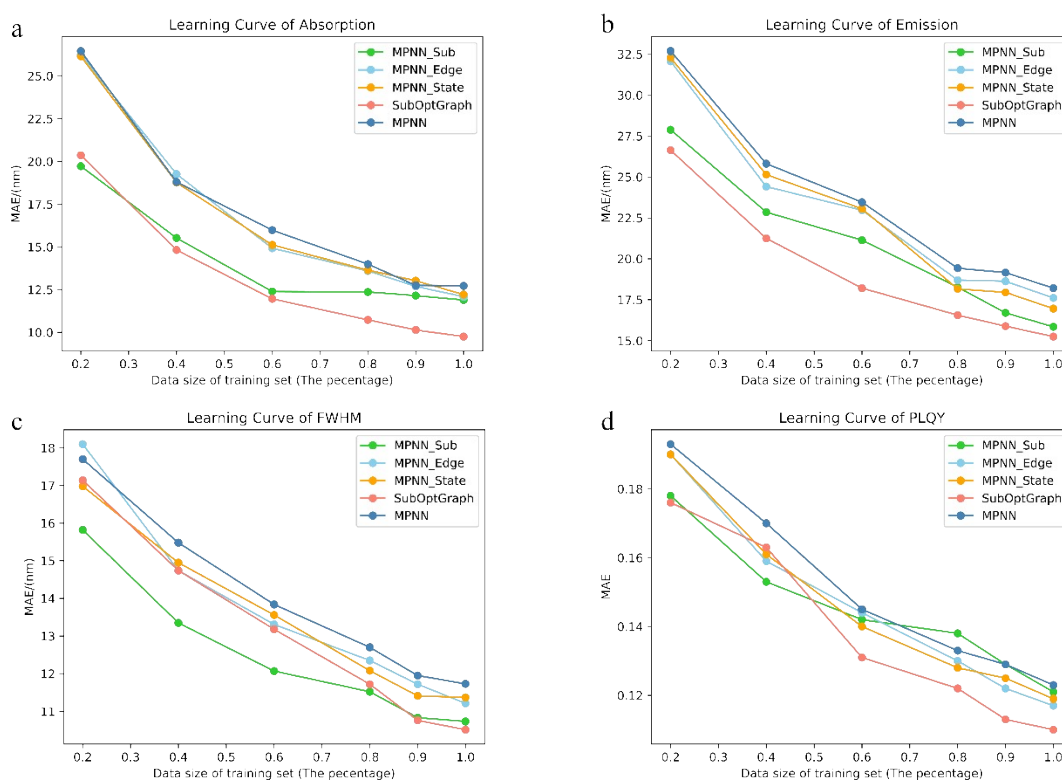 a
Learning Curve of Absorption
MPNN_Sub
MPNN_Edge
MPNN_State
SubOptGraph
MPNN
25.0
22.5
20.0
17.5
15.0
12.5
10.0
MAE/(nm)
0.2 0.3 0.4 0.5 0.6 0.7 0.8 0.9 1.0
Data size of training set (The pecentage)
b
Learning Curve of Emission
MPNN_Sub
MPNN_Edge
MPNN_State
SubOptGraph
MPNN
32.5
30.0
27.5
25.0
22.5
20.0
17.5
15.0
MAE/(nm)
0.2 0.3 0.4 0.5 0.6 0.7 0.8 0.9 1.0
Data size of training set (The pecentage)
c
Learning Curve of FWHM
MPNN_Sub
MPNN_Edge
MPNN_State
SubOptGraph
MPNN
18
17
16
15
14
13
12
11
MAE/(nm)
0.2 0.3 0.4 0.5 0.6 0.7 0.8 0.9 1.0
Data size of training set (The pecentage)
d
Learning Curve of PLQY
MPNN_Sub
MPNN_Edge
MPNN_State
SubOptGraph
MPNN
0.18
0.16
0.14
0.12
MAE
0.2 0.3 0.4 0.5 0.6 0.7 0.8 0.9 1.0
Data size of training set (The pecentage)